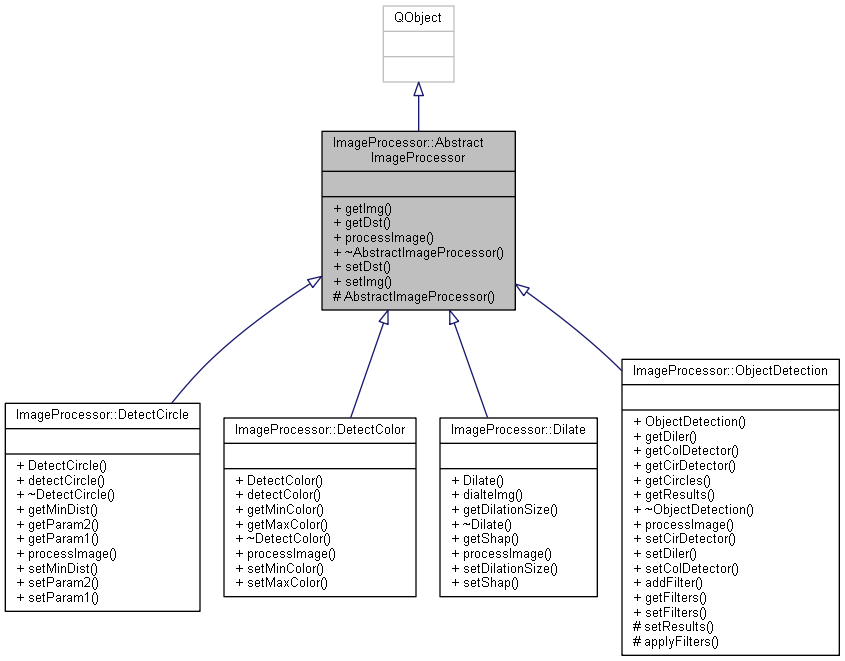 QObject
ImageProcessor::Abstract
ImageProcessor
+ getImg()
+ getDst()
+ processImage()
+ ~AbstractImageProcessor()
+ setDst()
+ setImg()
# AbstractImageProcessor()
ImageProcessor::DetectCircle
+ DetectCircle()
+ detectCircle()
+ ~DetectCircle()
+ getMinDist()
+ getParam2()
+ getParam1()
+ processImage()
+ setMinDist()
+ setParam2()
+ setParam1()
ImageProcessor::DetectColor
+ DetectColor()
+ detectColor()
+ getMinColor()
+ getMaxColor()
+ ~DetectColor()
+ processImage()
+ setMinColor()
+ setMaxColor()
ImageProcessor::Dilate
+ Dilate()
+ dialteImg()
+ getDilationSize()
+ ~Dilate()
+ getShap()
+ processImage()
+ setDilationSize()
+ setShap()
ImageProcessor::ObjectDetection
+ ObjectDetection()
+ getDiler()
+ getColDetector()
+ getCirDetector()
+ getCircles()
+ getResults()
+ ~ObjectDetection()
+ processImage()
+ setCirDetector()
+ setDiler()
+ setColDetector()
+ addFilter()
+ getFilters()
+ setFilters()
# setResults()
# applyFilters()